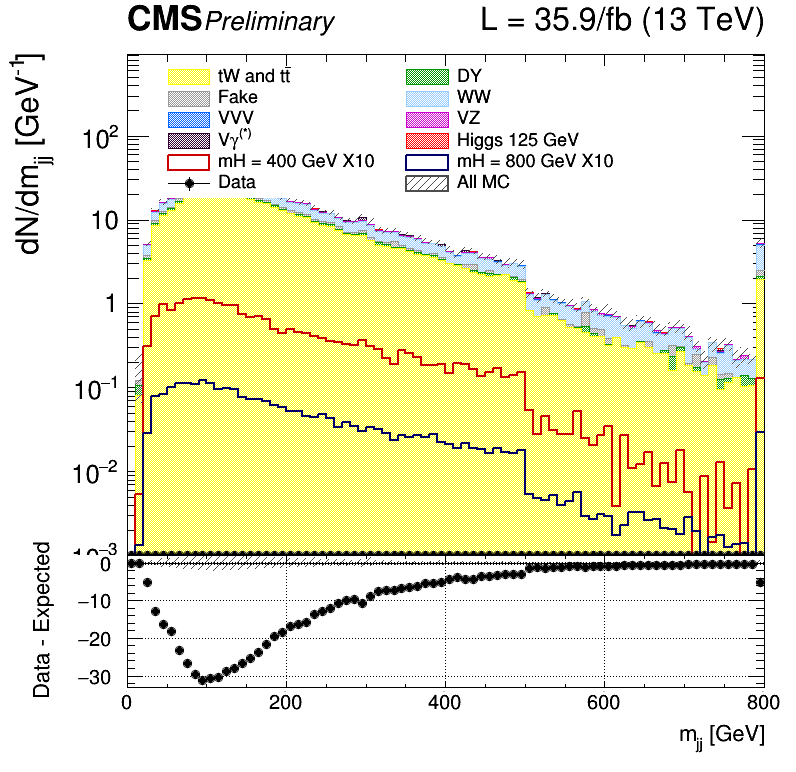 CMS Preliminary L = 35.9/fb (13 TeV)
dN/dm_jj [GeV⁻¹]
tW and tt̄ DY
Fake WW
VVV VZ
Vγ⁽*⁾ Higgs 125 GeV
mH = 400 GeV X10 mH = 800 GeV X10
Data All MC
10²
10
1
10⁻¹
10⁻²
10⁻³
Data - Expected
0
−10
−20
−30
0 200 400 600 800
m_jj [GeV]